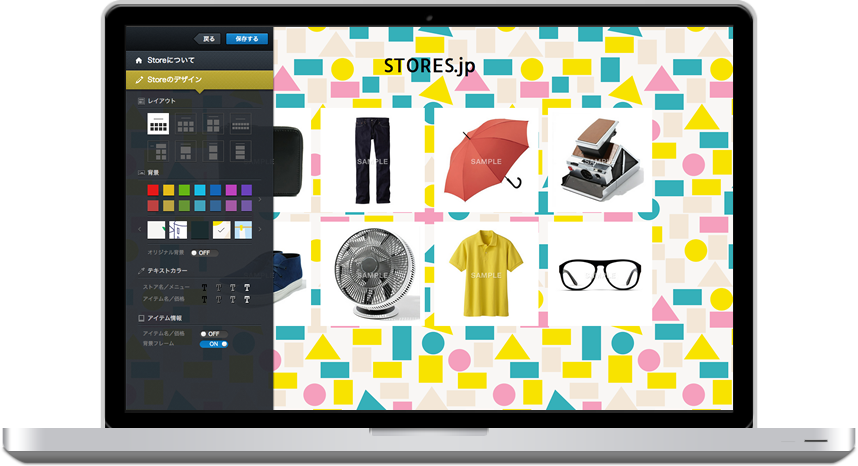 戻る
保存する
Storeについて
Storeのデザイン
レイアウト
背景
オリジナル背景
OFF
テキストカラー
ストア名/メニュー
T T T T
アイテム名/価格
T T T T
アイテム情報
アイテム名/価格
OFF
背景フレーム
ON
STORES.jp
SAMPLE
SAMPLE
SAMPLE
SAMPLE
SAMPLE